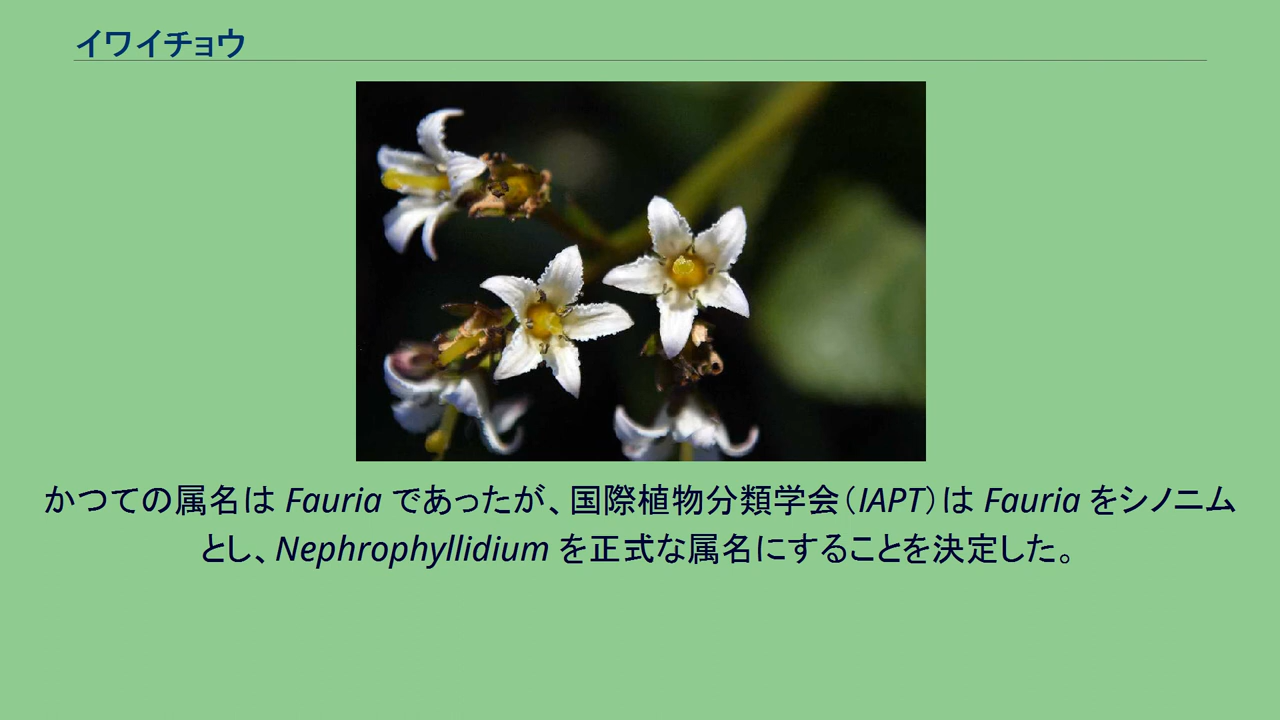 イワイチョウ
かつての属名は Fauria であったが、国際植物分類学会（IAPT）は Fauria をシノニム
とし、Nephrophyllidium を正式な属名にすることを決定した。